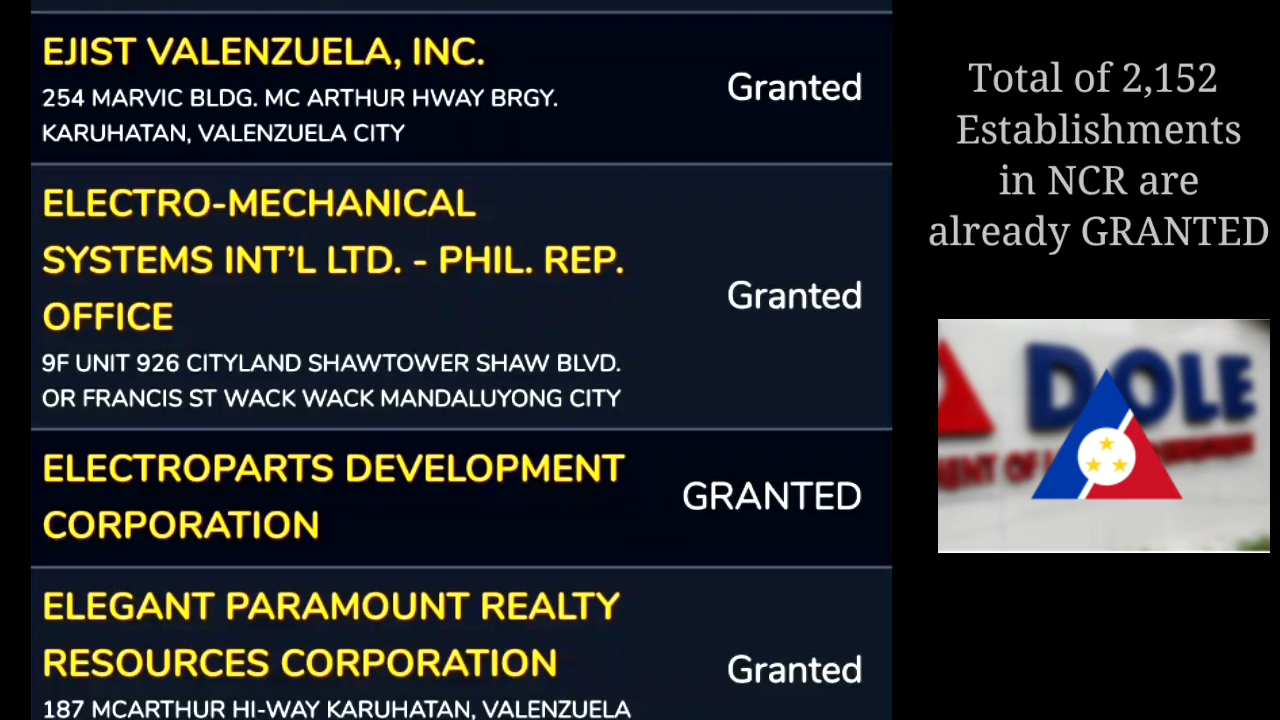 EJIST VALENZUELA, INC.
254 MARVIC BLDG. MC ARTHUR HWAY BRGY.
KARUHATAN, VALENZUELA CITY
Granted
ELECTRO-MECHANICAL
SYSTEMS INT'L LTD. - PHIL. REP.
OFFICE
9F UNIT 926 CITYLAND SHAWTOWER SHAW BLVD.
OR FRANCIS ST WACK WACK MANDALUYONG CITY
Granted
ELECTROPARTS DEVELOPMENT
CORPORATION
GRANTED
ELEGANT PARAMOUNT REALTY
RESOURCES CORPORATION
187 MCARTHUR HI-WAY KARUHATAN, VALENZUELA
Granted
Total of 2,152
Establishments
in NCR are
already GRANTED
DOLE